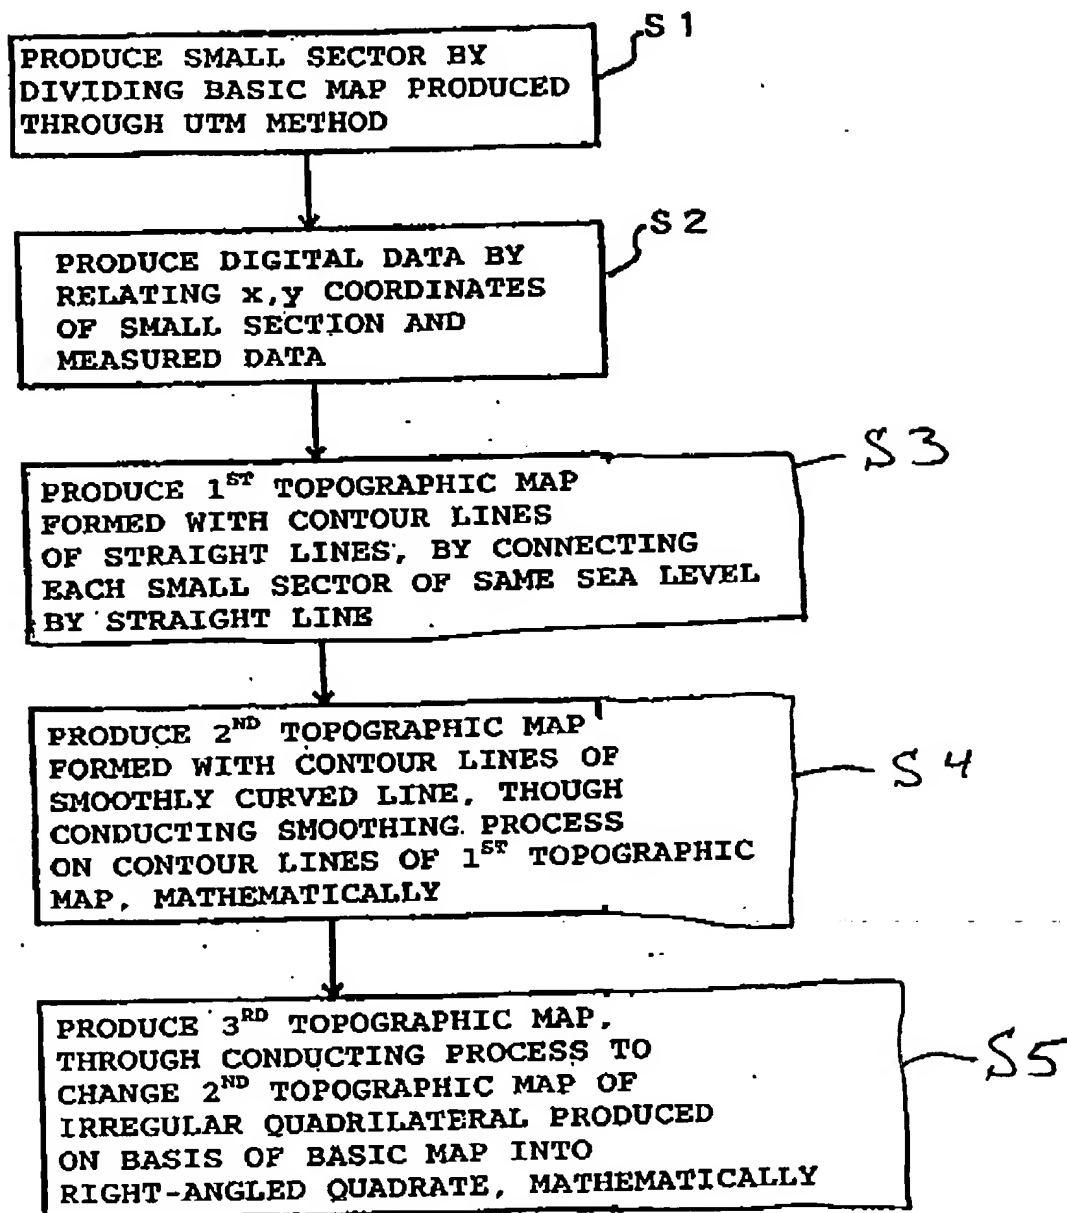 S1
PRODUCE SMALL SECTOR BY
DIVIDING BASIC MAP PRODUCED
THROUGH UTM METHOD
S2
PRODUCE DIGITAL DATA BY
RELATING x,y COORDINATES
OF SMALL SECTION AND
MEASURED DATA
S3
PRODUCE 1ST TOPOGRAPHIC MAP
FORMED WITH CONTOUR LINES
OF STRAIGHT LINES, BY CONNECTING
EACH SMALL SECTOR OF SAME SEA LEVEL
BY STRAIGHT LINE
PRODUCE 2ND TOPOGRAPHIC MAP
FORMED WITH CONTOUR LINES OF
SMOOTHLY CURVED LINE, THOUGH
CONDUCTING SMOOTHING PROCESS
ON CONTOUR LINES OF 1ST TOPOGRAPHIC
MAP, MATHEMATICALLY
S4
PRODUCE 3RD TOPOGRAPHIC MAP,
THROUGH CONDUCTING PROCESS TO
CHANGE 2ND TOPOGRAPHIC MAP OF
IRREGULAR QUADRILATERAL PRODUCED
ON BASIS OF BASIC MAP INTO
RIGHT-ANGLED QUADRATE, MATHEMATICALLY
S5